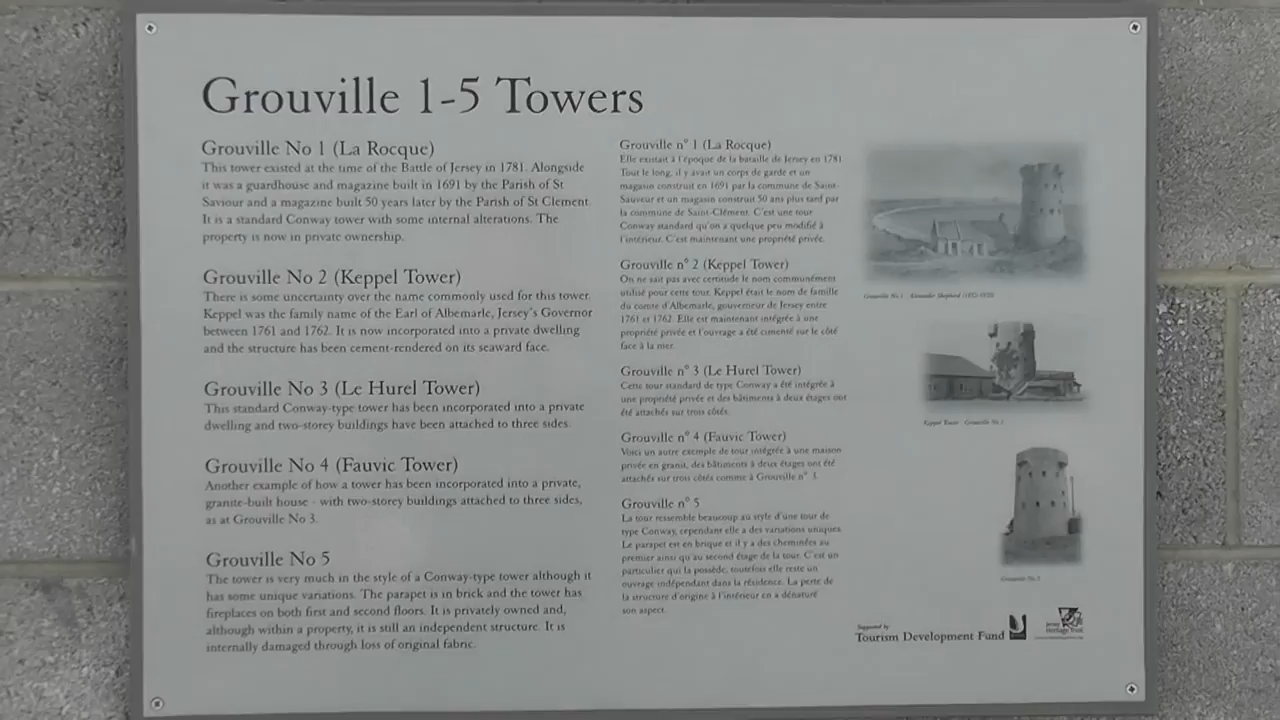 Grouville 1-5 Towers
Grouville No 1 (La Rocque)
This tower existed at the time of the Battle of Jersey in 1781. Alongside
it was a guardhouse and magazine built in 1691 by the Parish of St
Saviour and a magazine built 50 years later by the Parish of St Clement.
It is a standard Conway tower with some internal alterations. The
property is now in private ownership.
Grouville No 2 (Keppel Tower)
There is some uncertainty over the name commonly used for this tower.
Keppel was the family name of the Earl of Albemarle, Jersey's Governor
between 1761 and 1762. It is now incorporated into a private dwelling
and the structure has been cement-rendered on its seaward face.
Grouville No 3 (Le Hurel Tower)
This standard Conway-type tower has been incorporated into a private
dwelling and two-storey buildings have been attached to three sides.
Grouville No 4 (Fauvic Tower)
Another example of how a tower has been incorporated into a private,
granite-built house - with two-storey buildings attached to three sides,
as at Grouville No 3.
Grouville No 5
The tower is very much in the style of a Conway-type tower although it
has some unique variations. The parapet is in brick and the tower has
fireplaces on both first and second floors. It is privately owned and,
although within a property, it is still an independent structure. It is
internally damaged through loss of original fabric.
Grouville n° 1 (La Rocque)
Elle existait à l'époque de la bataille de Jersey en 1781
Tout le long, il y avait un corps de garde et un
magasin construit en 1691 par la commune de Saint-
Sauveur et un magasin construit 50 ans plus tard par
la commune de Saint-Clément. C'est une tour
Conway standard qu'on a quelque peu modifié à
l'intérieur. C'est maintenant une propriété privée.
Grouville n° 2 (Keppel Tower)
On ne sait pas avec certitude le nom communément
utilisé pour cette tour. Keppel était le nom de famille
du comte d'Albemarle, gouverneur de Jersey entre
1761 et 1762. Elle est maintenant intégrée à une
propriété privée et l'ouvrage a été cimenté sur le côté
face à la mer.
Grouville n° 3 (Le Hurel Tower)
Cette tour standard de type Conway a été intégrée à
une propriété privée et des bâtiments à deux étages ont
été attachés sur trois côtés.
Grouville n° 4 (Fauvic Tower)
Voici un autre exemple de tour intégrée à une maison
privée en granit, des bâtiments à deux étages ont été
attachés sur trois côtés comme à Grouville n° 3.
Grouville n° 5
La tour ressemble beaucoup au style d'une tour de
type Conway, cependant elle a des variations uniques.
Le parapet est en brique et il y a des cheminées au
premier ainsi qu'au second étage de la tour. C'est un
particulier qui la possède, toutefois elle reste un
ouvrage indépendant dans la résidence. La perte de
la structure d'origine à l'intérieur en a dénaturé
son aspect.
Grouville No 1 - Alexander Shepherd
Keppel Tower - Grouville No 2
Grouville No 5
Supported by
Tourism Development Fund
Jersey
Heritage Trust